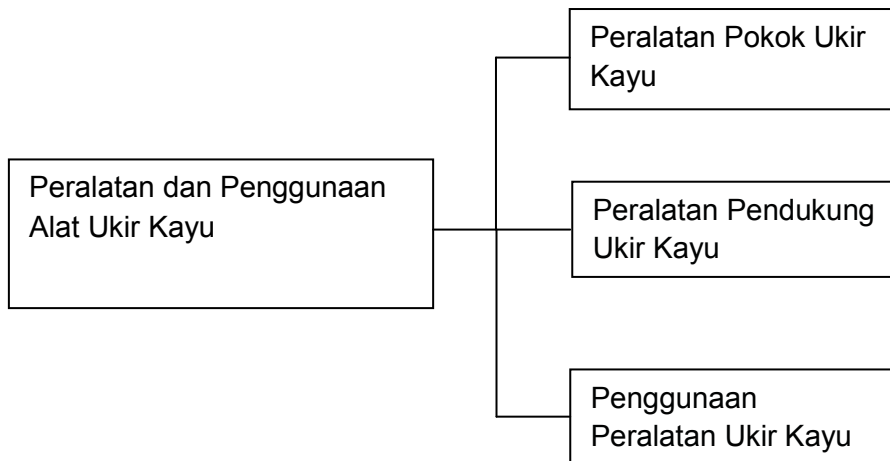 Peralatan Pokok Ukir
Kayu
Peralatan dan Penggunaan
Alat Ukir Kayu
Peralatan Pendukung
Ukir Kayu
Penggunaan
Peralatan Ukir Kayu